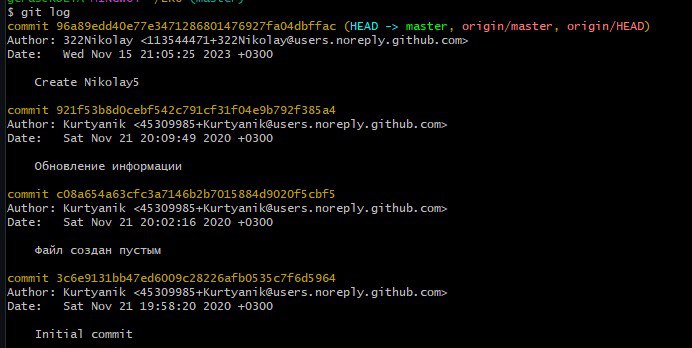 $ git log
commit 96a89edd40e77e3471286801476927fa04dbffac (HEAD -> master, origin/master, origin/HEAD)
Author: 322Nikolay <113544471+322Nikolay@users.noreply.github.com>
Date:   Wed Nov 15 21:05:25 2023 +0300
Create Nikolay5
commit 921f53b8d0cebf542c791cf31f04e9b792f385a4
Author: Kurtyanik <45309985+Kurtyanik@users.noreply.github.com>
Date:   Sat Nov 21 20:09:49 2020 +0300
Обновление информации
commit c08a654a63cfc3a7146b2b7015884d9020f5cbf5
Author: Kurtyanik <45309985+Kurtyanik@users.noreply.github.com>
Date:   Sat Nov 21 20:02:16 2020 +0300
Файл создан пустым
commit 3c6e9131bb47ed6009c28226afb0535c7f6d5964
Author: Kurtyanik <45309985+Kurtyanik@users.noreply.github.com>
Date:   Sat Nov 21 19:58:20 2020 +0300
Initial commit